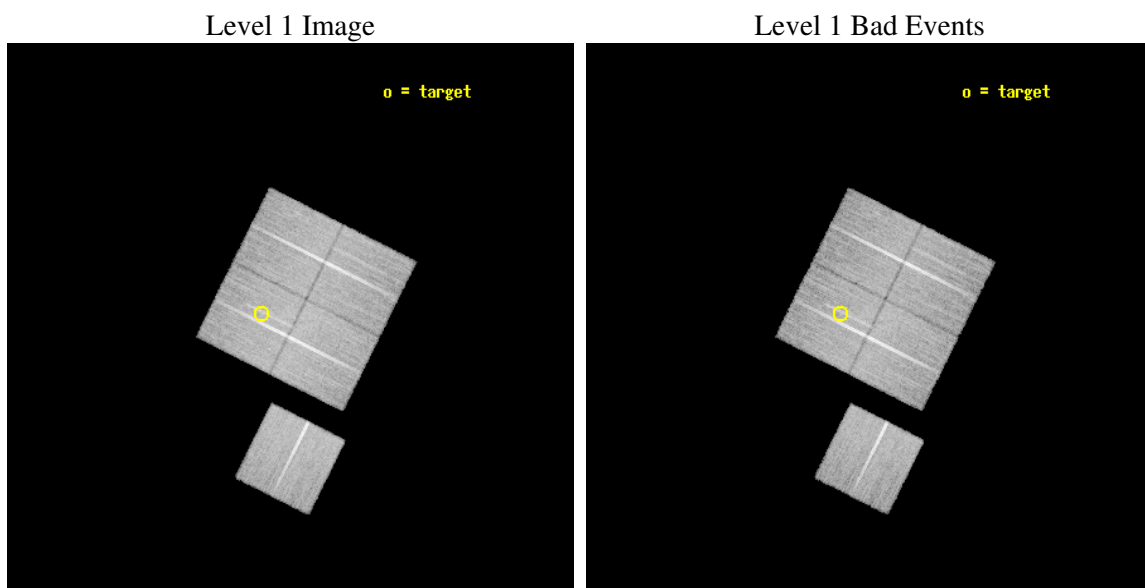 Level 1 Image
Level 1 Bad Events
o = target
o = target